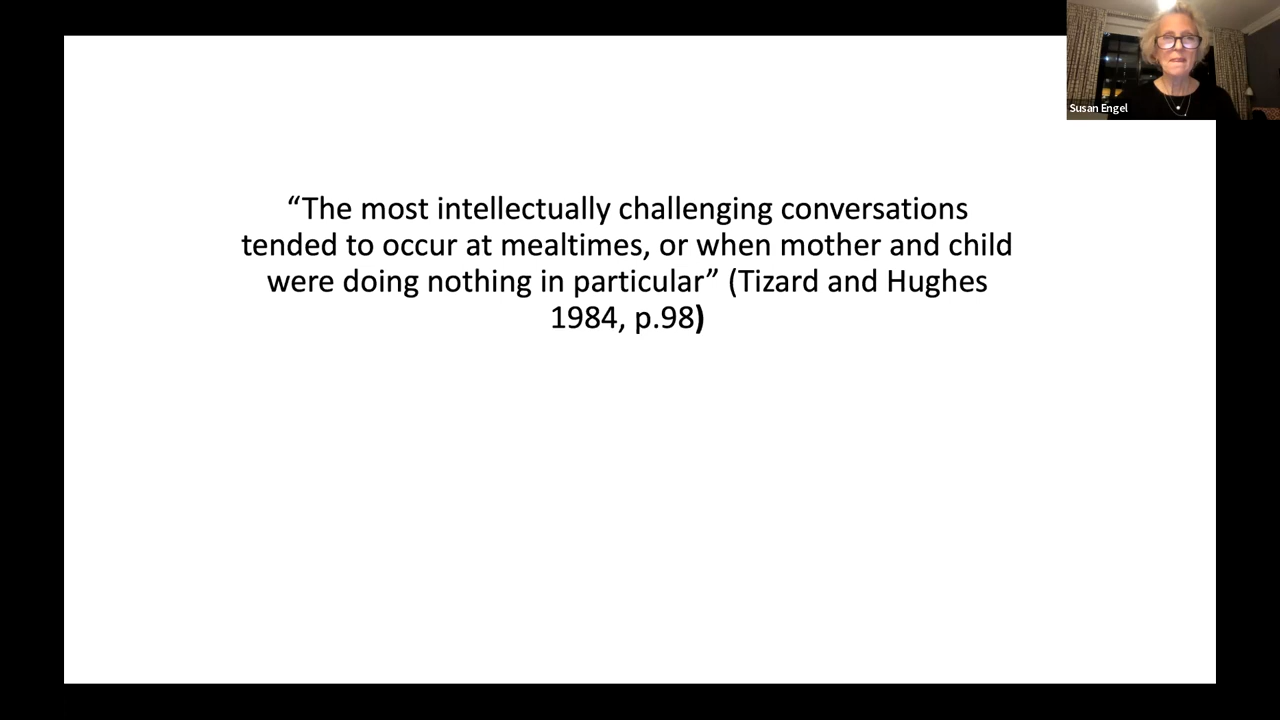 Susan Engel
“The most intellectually challenging conversations
tended to occur at mealtimes, or when mother and child
were doing nothing in particular” (Tizard and Hughes
1984, p.98)